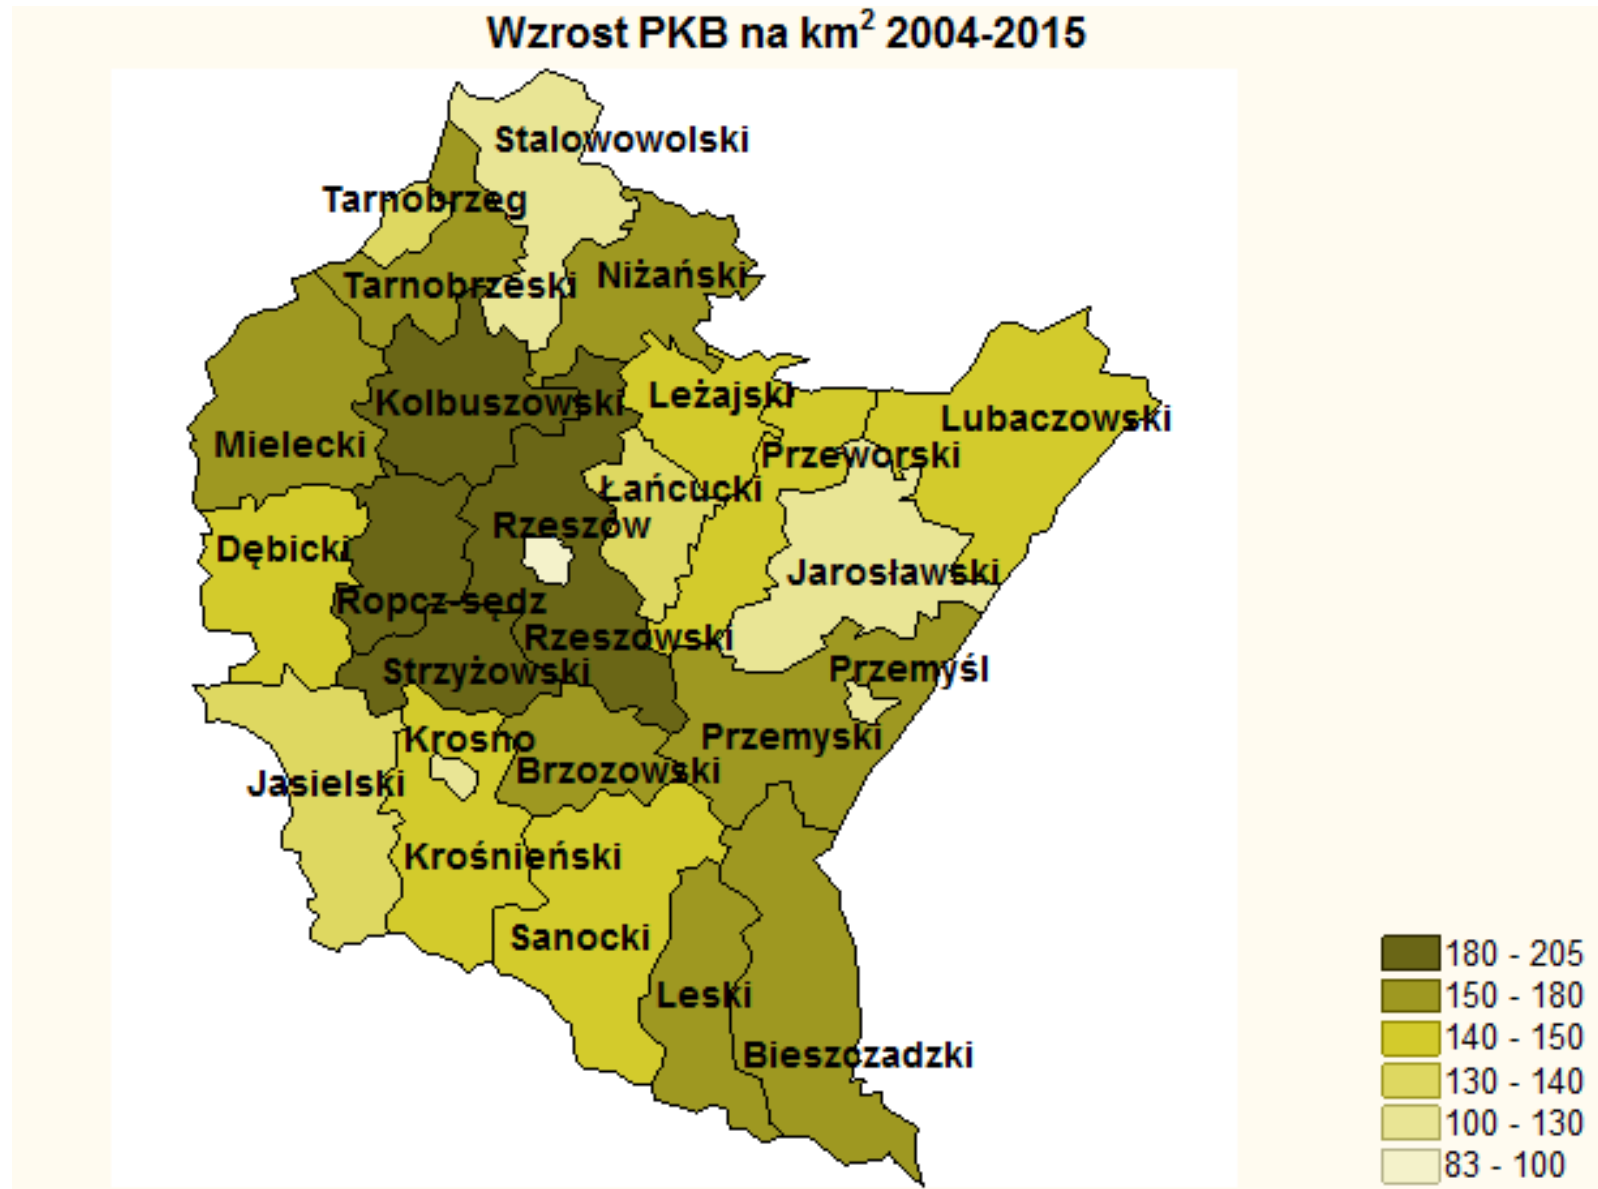 Wzrost PKB na km² 2004-2015
Stalowowolski
Tarnobrzeg
Niżański
Tarnobrzeski
Leżajski
Kolbuszowski
Lubaczowski
Mielecki
Przeworski
Łańcucki
Rzeszów
Dębicki
Jarosławski
Ropcz-sędz
Rzeszowski
Strzyżowski
Przemyśl
Krosno
Przemyski
Brzozowski
Jasielski
Krośnieński
Sanocki
Leski
Bieszczadzki
180 - 205
150 - 180
140 - 150
130 - 140
100 - 130
83 - 100